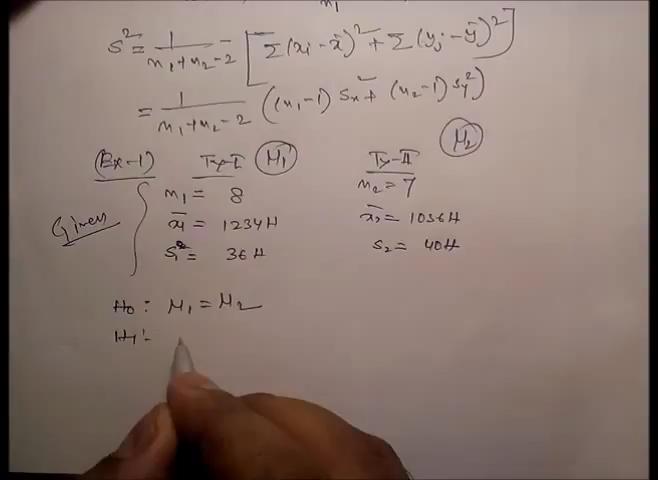 n₁
S² = 1/(n₁+n₂-2) [Σ(xi - x̄)² + Σ(yj - ȳ)²]
= 1/(n₁+n₂-2) ((n₁-1) Sx² + (n₂-1) Sy²)
(Ex-1) Ty-I (μ₁) Ty-II (μ₂)
Given n₁ = 8 n₂ = 7
x̄₁ = 1234H x̄₂ = 1036H
S₁ = 36H S₂ = 40H
H₀ : μ₁ = μ₂
H₁ :